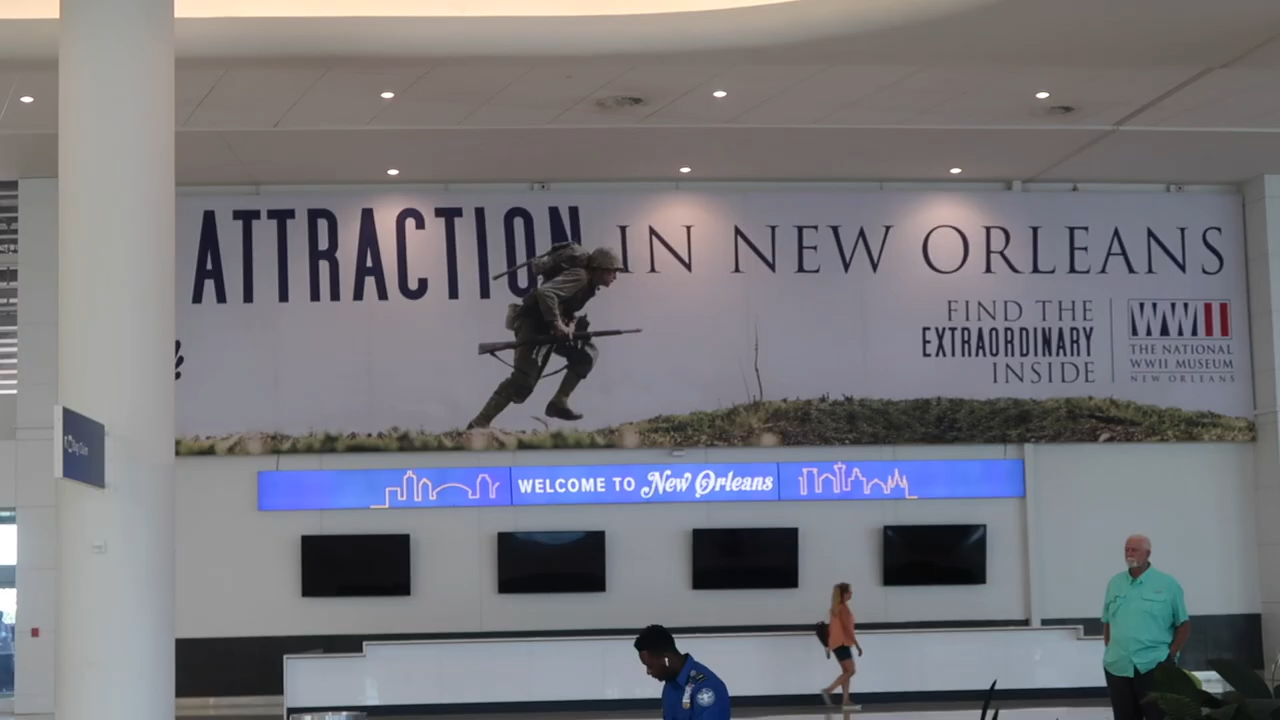 ATTRACTION IN NEW ORLEANS
FIND THE
EXTRAORDINARY
INSIDE
WWII
THE NATIONAL
WWII MUSEUM
NEW ORLEANS
WELCOME TO New Orleans